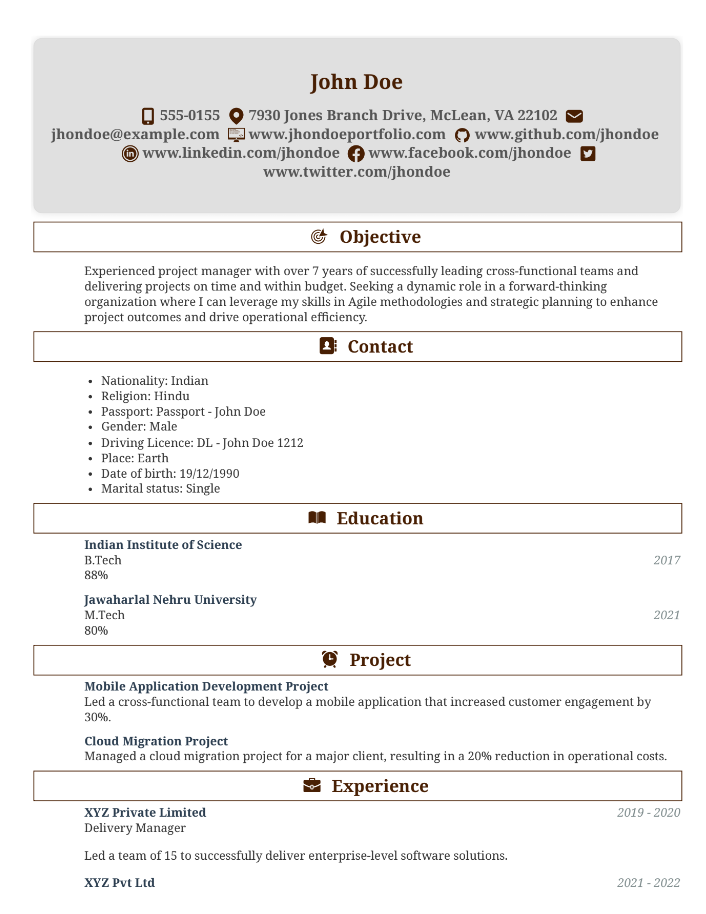 John Doe
555-0155 7930 Jones Branch Drive, McLean, VA 22102
jhondoe@example.com www.jhondoeportfolio.com www.github.com/jhondoe
www.linkedin.com/jhondoe www.facebook.com/jhondoe
www.twitter.com/jhondoe
Objective
Experienced project manager with over 7 years of successfully leading cross-functional teams and
delivering projects on time and within budget. Seeking a dynamic role in a forward-thinking
organization where I can leverage my skills in Agile methodologies and strategic planning to enhance
project outcomes and drive operational efficiency.
Contact
• Nationality: Indian
• Religion: Hindu
• Passport: Passport - John Doe
• Gender: Male
• Driving Licence: DL - John Doe 1212
• Place: Earth
• Date of birth: 19/12/1990
• Marital status: Single
Education
Indian Institute of Science
B.Tech 2017
88%
Jawaharlal Nehru University
M.Tech 2021
80%
Project
Mobile Application Development Project
Led a cross-functional team to develop a mobile application that increased customer engagement by
30%.
Cloud Migration Project
Managed a cloud migration project for a major client, resulting in a 20% reduction in operational costs.
Experience
XYZ Private Limited 2019 - 2020
Delivery Manager
Led a team of 15 to successfully deliver enterprise-level software solutions.
XYZ Pvt Ltd 2021 - 2022